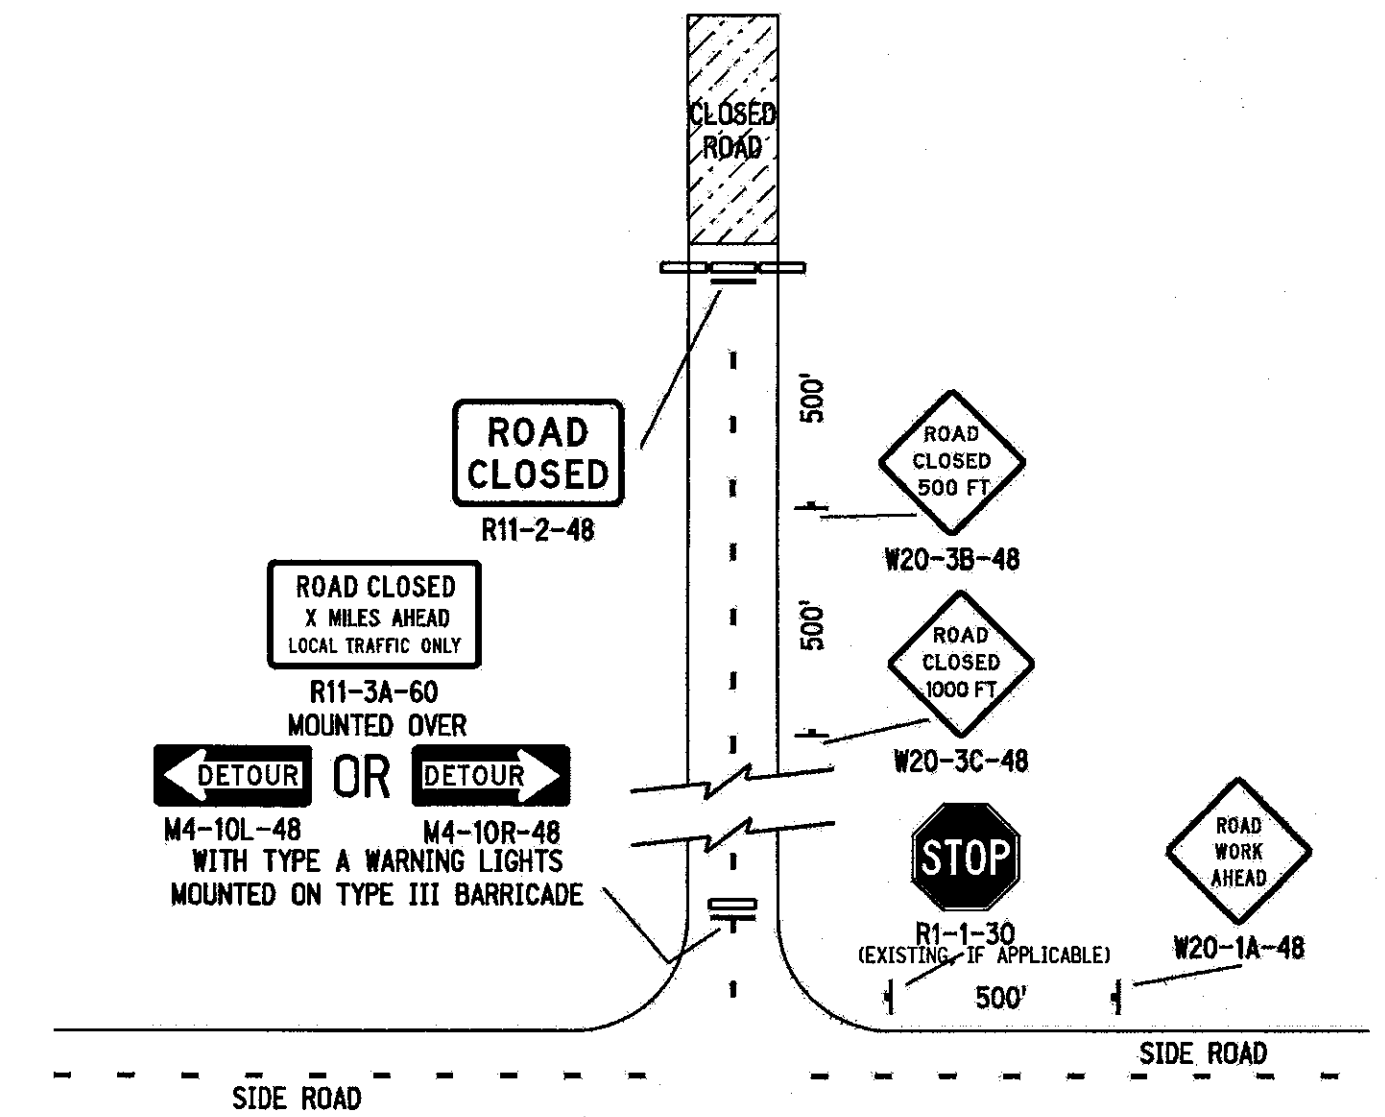 CLOSED
ROAD
500'
ROAD
CLOSED
R11-2-48
ROAD
CLOSED
500 FT
W20-3B-48
ROAD CLOSED
X MILES AHEAD
LOCAL TRAFFIC ONLY
R11-3A-60
MOUNTED OVER
500'
ROAD
CLOSED
1000 FT
W20-3C-48
DETOUR OR DETOUR
M4-10L-48 M4-10R-48
WITH TYPE A WARNING LIGHTS
MOUNTED ON TYPE III BARRICADE
STOP
R1-1-30
(EXISTING, IF APPLICABLE)
ROAD
WORK
AHEAD
W20-1A-48
500'
SIDE ROAD
SIDE ROAD